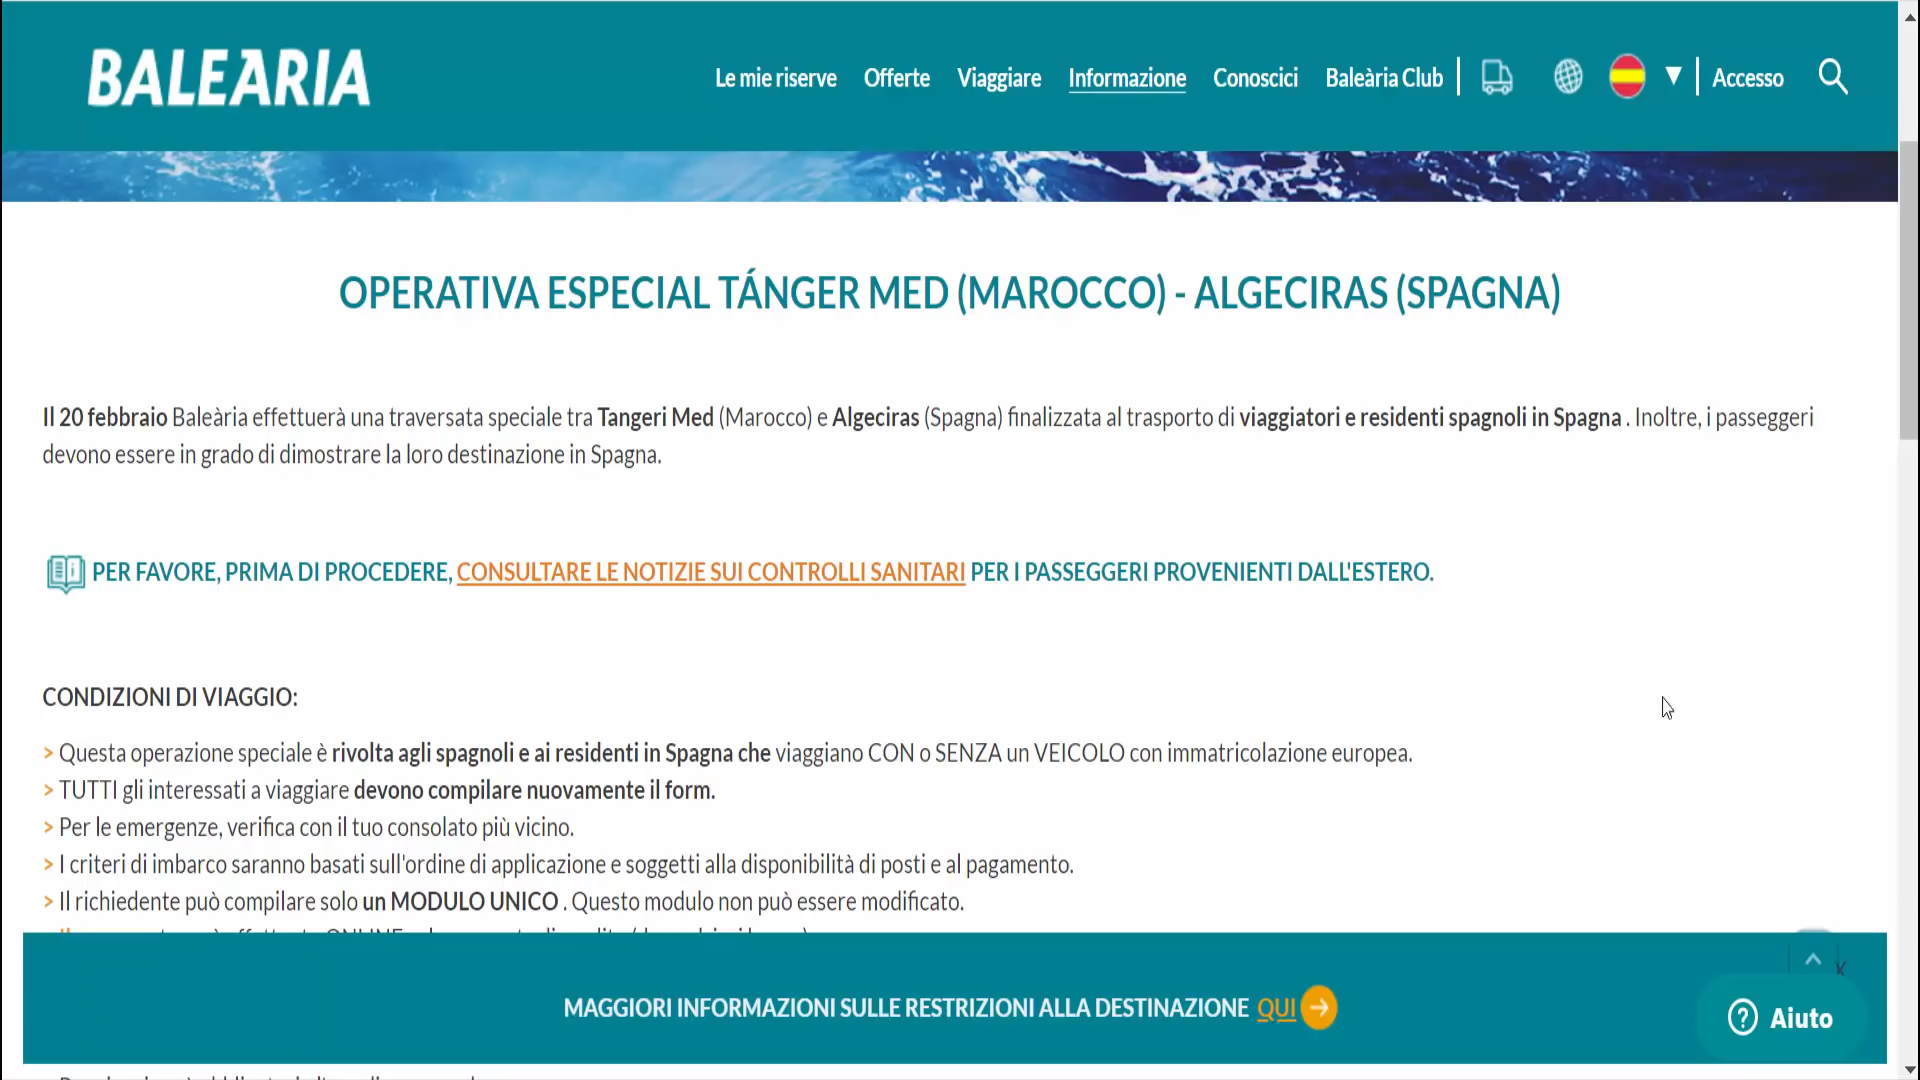 BALEÀRIA
Le mie riserve Offerte Viaggiare Informazione Conoscici Baleària Club Accesso
OPERATIVA ESPECIAL TÁNGER MED (MAROCCO) - ALGECIRAS (SPAGNA)
Il 20 febbraio Baleària effettuerà una traversata speciale tra Tangeri Med (Marocco) e Algeciras (Spagna) finalizzata al trasporto di viaggiatori e residenti spagnoli in Spagna . Inoltre, i passeggeri
devono essere in grado di dimostrare la loro destinazione in Spagna.
PER FAVORE, PRIMA DI PROCEDERE, CONSULTARE LE NOTIZIE SUI CONTROLLI SANITARI PER I PASSEGGERI PROVENIENTI DALL'ESTERO.
CONDIZIONI DI VIAGGIO:
> Questa operazione speciale è rivolta agli spagnoli e ai residenti in Spagna che viaggiano CON o SENZA un VEICOLO con immatricolazione europea.
> TUTTI gli interessati a viaggiare devono compilare nuovamente il form.
> Per le emergenze, verifica con il tuo consolato più vicino.
> I criteri di imbarco saranno basati sull'ordine di applicazione e soggetti alla disponibilità di posti e al pagamento.
> Il richiedente può compilare solo un MODULO UNICO . Questo modulo non può essere modificato.
X
MAGGIORI INFORMAZIONI SULLE RESTRIZIONI ALLA DESTINAZIONE QUI
Aiuto